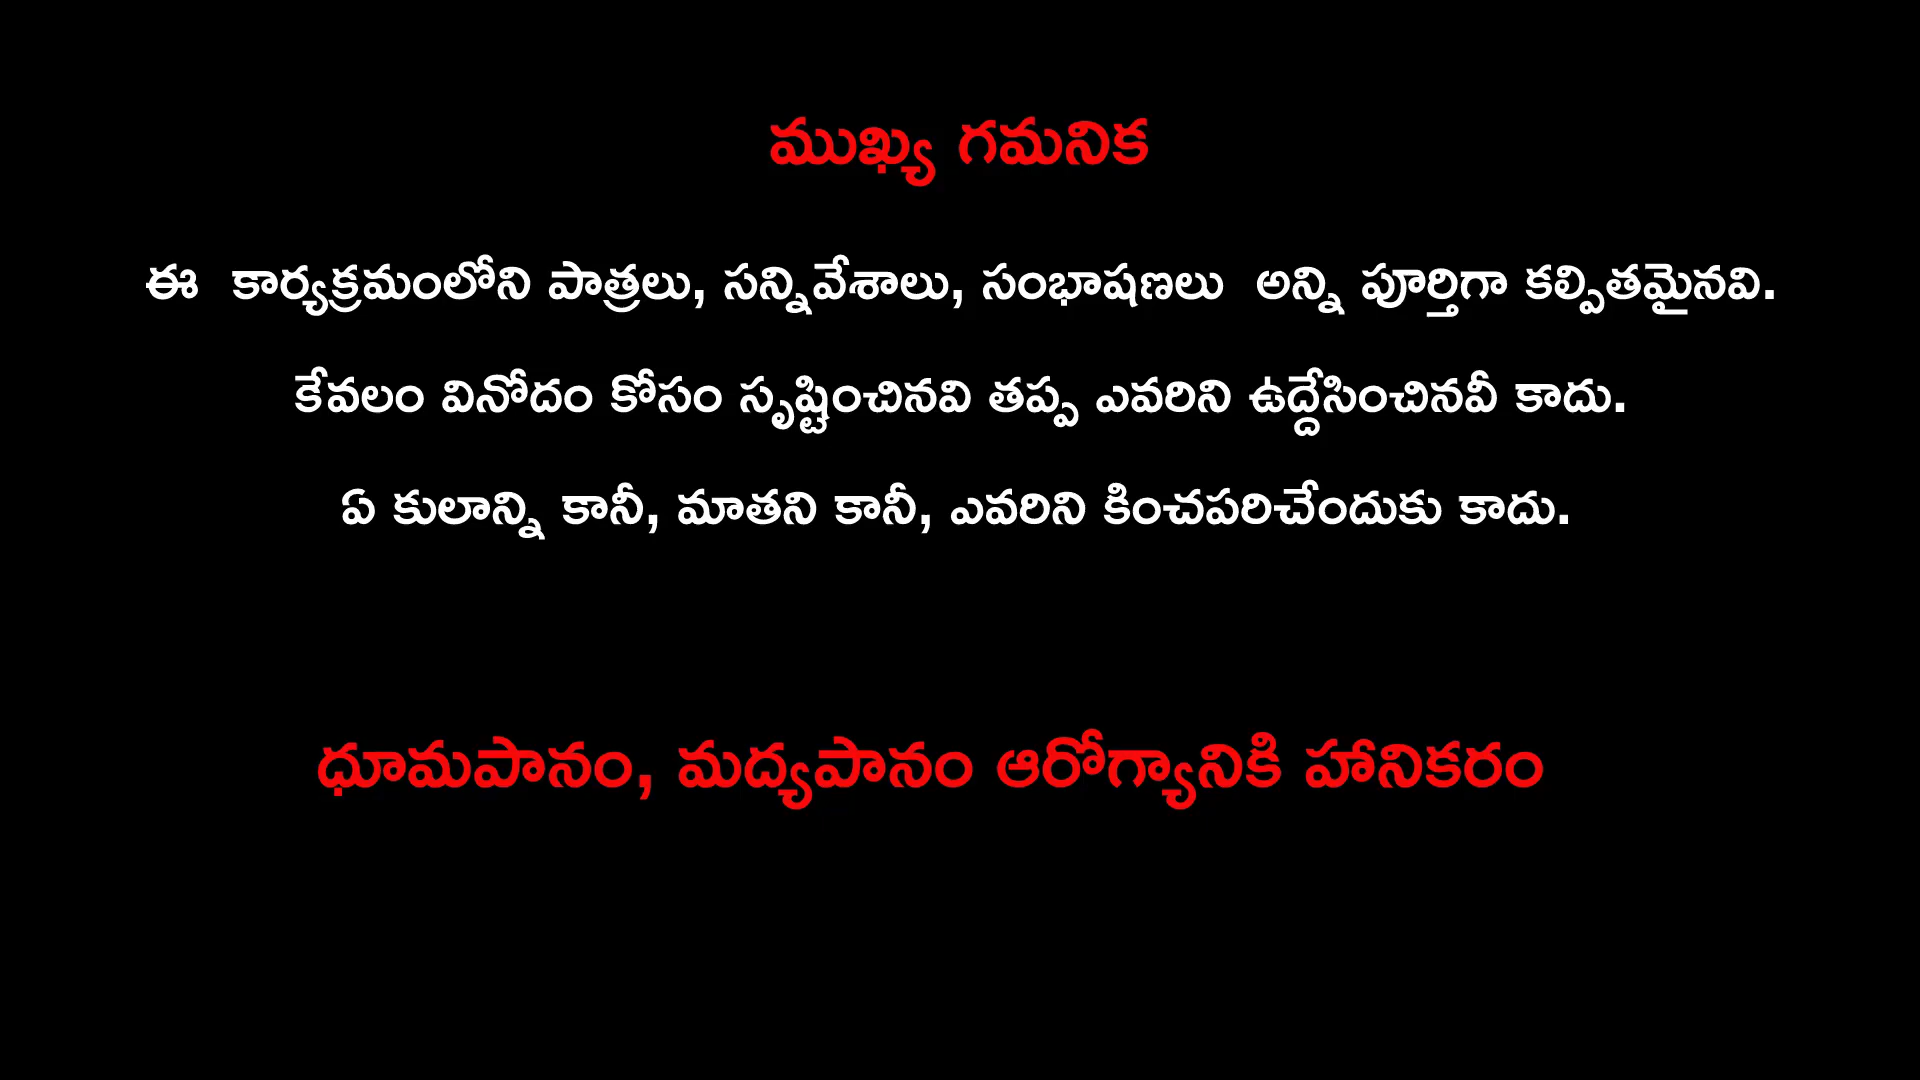 ముఖ్య గమనిక
ఈ కార్యక్రమంలోని పాత్రలు, సన్నివేశాలు, సంభాషణలు అన్ని పూర్తిగా కల్పితమైనవి.
కేవలం వినోదం కోసం సృష్టించినవి తప్ప ఎవరిని ఉద్దేసించినవీ కాదు.
ఏ కులాన్ని కానీ, మాతని కానీ, ఎవరిని కించపరిచేందుకు కాదు.
ధూమపానం, మద్యపానం ఆరోగ్యానికి హానికరం